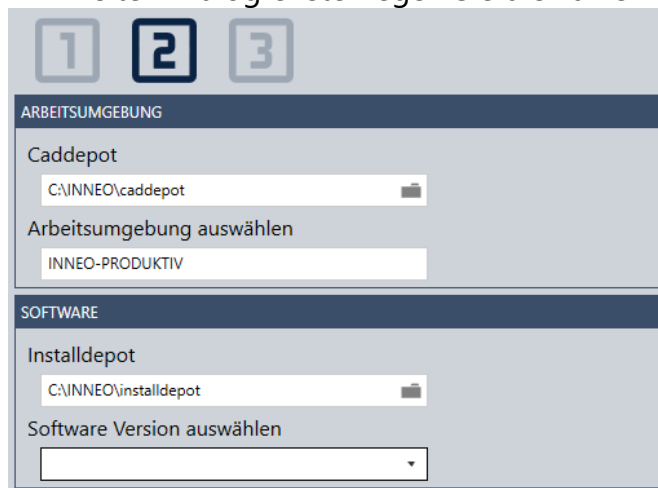 1 2 3
ARBEITSUMGEBUNG
Caddepot
C:\INNEO\caddepot
Arbeitsumgebung auswählen
INNEO-PRODUKTIV
SOFTWARE
Installdepot
C:\INNEO\installdepot
Software Version auswählen